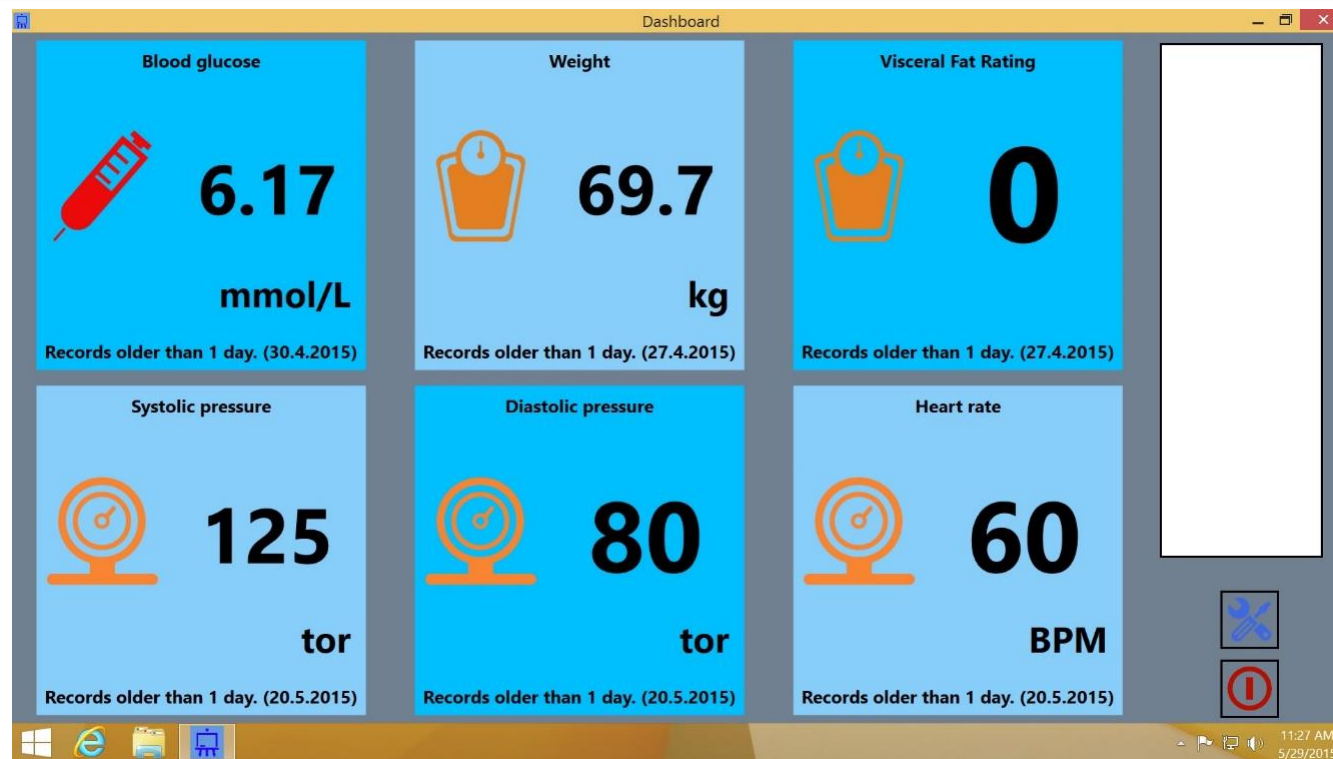 Dashboard
Blood glucose
6.17
mmol/L
Records older than 1 day. (30.4.2015)
Weight
69.7
kg
Records older than 1 day. (27.4.2015)
Visceral Fat Rating
0
Records older than 1 day. (27.4.2015)
Systolic pressure
125
tor
Records older than 1 day. (20.5.2015)
Diastolic pressure
80
tor
Records older than 1 day. (20.5.2015)
Heart rate
60
BPM
Records older than 1 day. (20.5.2015)
11:27 AM
5/29/2015